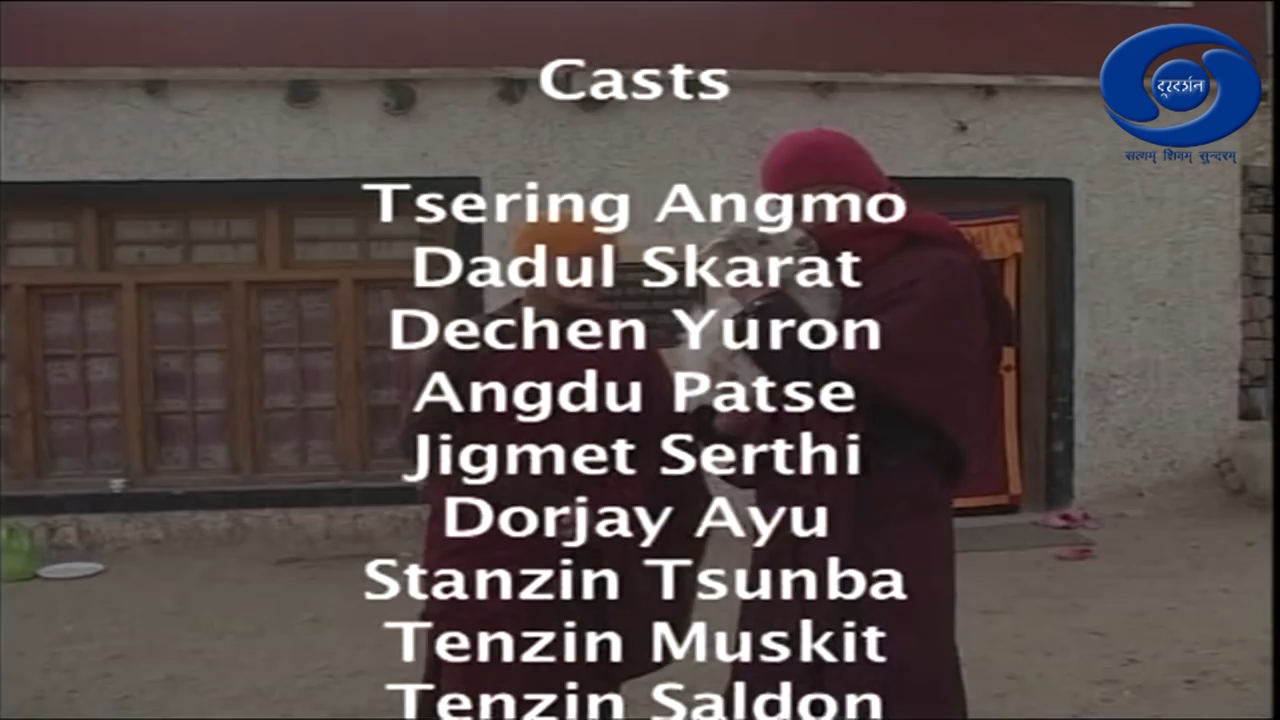 Casts
दूरदर्शन
सत्यम् शिवम् सुन्दरम्
Tsering Angmo
Dadul Skarat
Dechen Yuron
Angdu Patse
Jigmet Serthi
Dorjay Ayu
Stanzin Tsunba
Tenzin Muskit
Tenzin Saldon